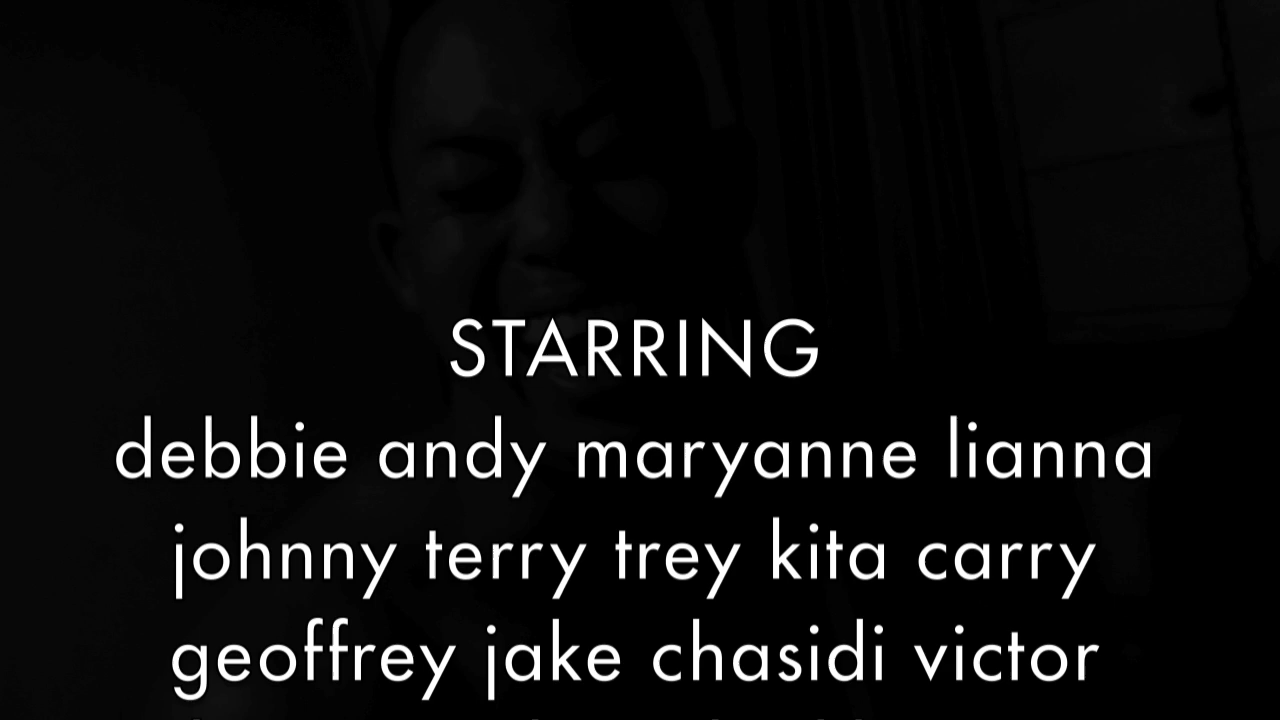 STARRING
debbie andy maryanne lianna
johnny terry trey kita carry
geoffrey jake chasidi victor